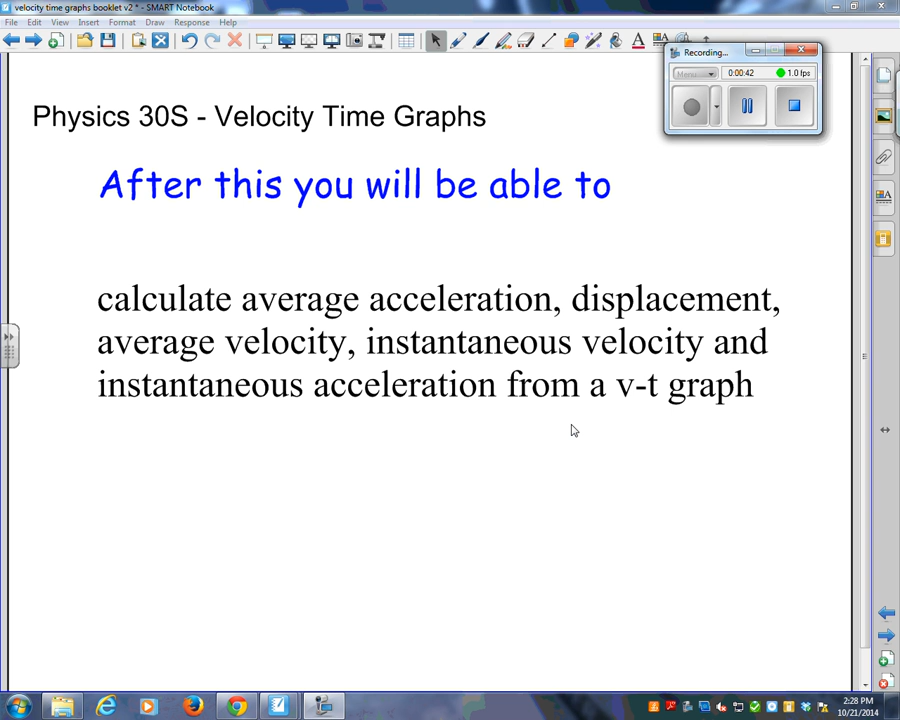 velocity time graphs booklet v2 * - SMART Notebook
File Edit View Insert Format Draw Response Help
Recording...
Menu 0:00:42 1.0 fps
Physics 30S - Velocity Time Graphs
After this you will be able to
calculate average acceleration, displacement,
average velocity, instantaneous velocity and
instantaneous acceleration from a v-t graph
2:28 PM
10/21/2014